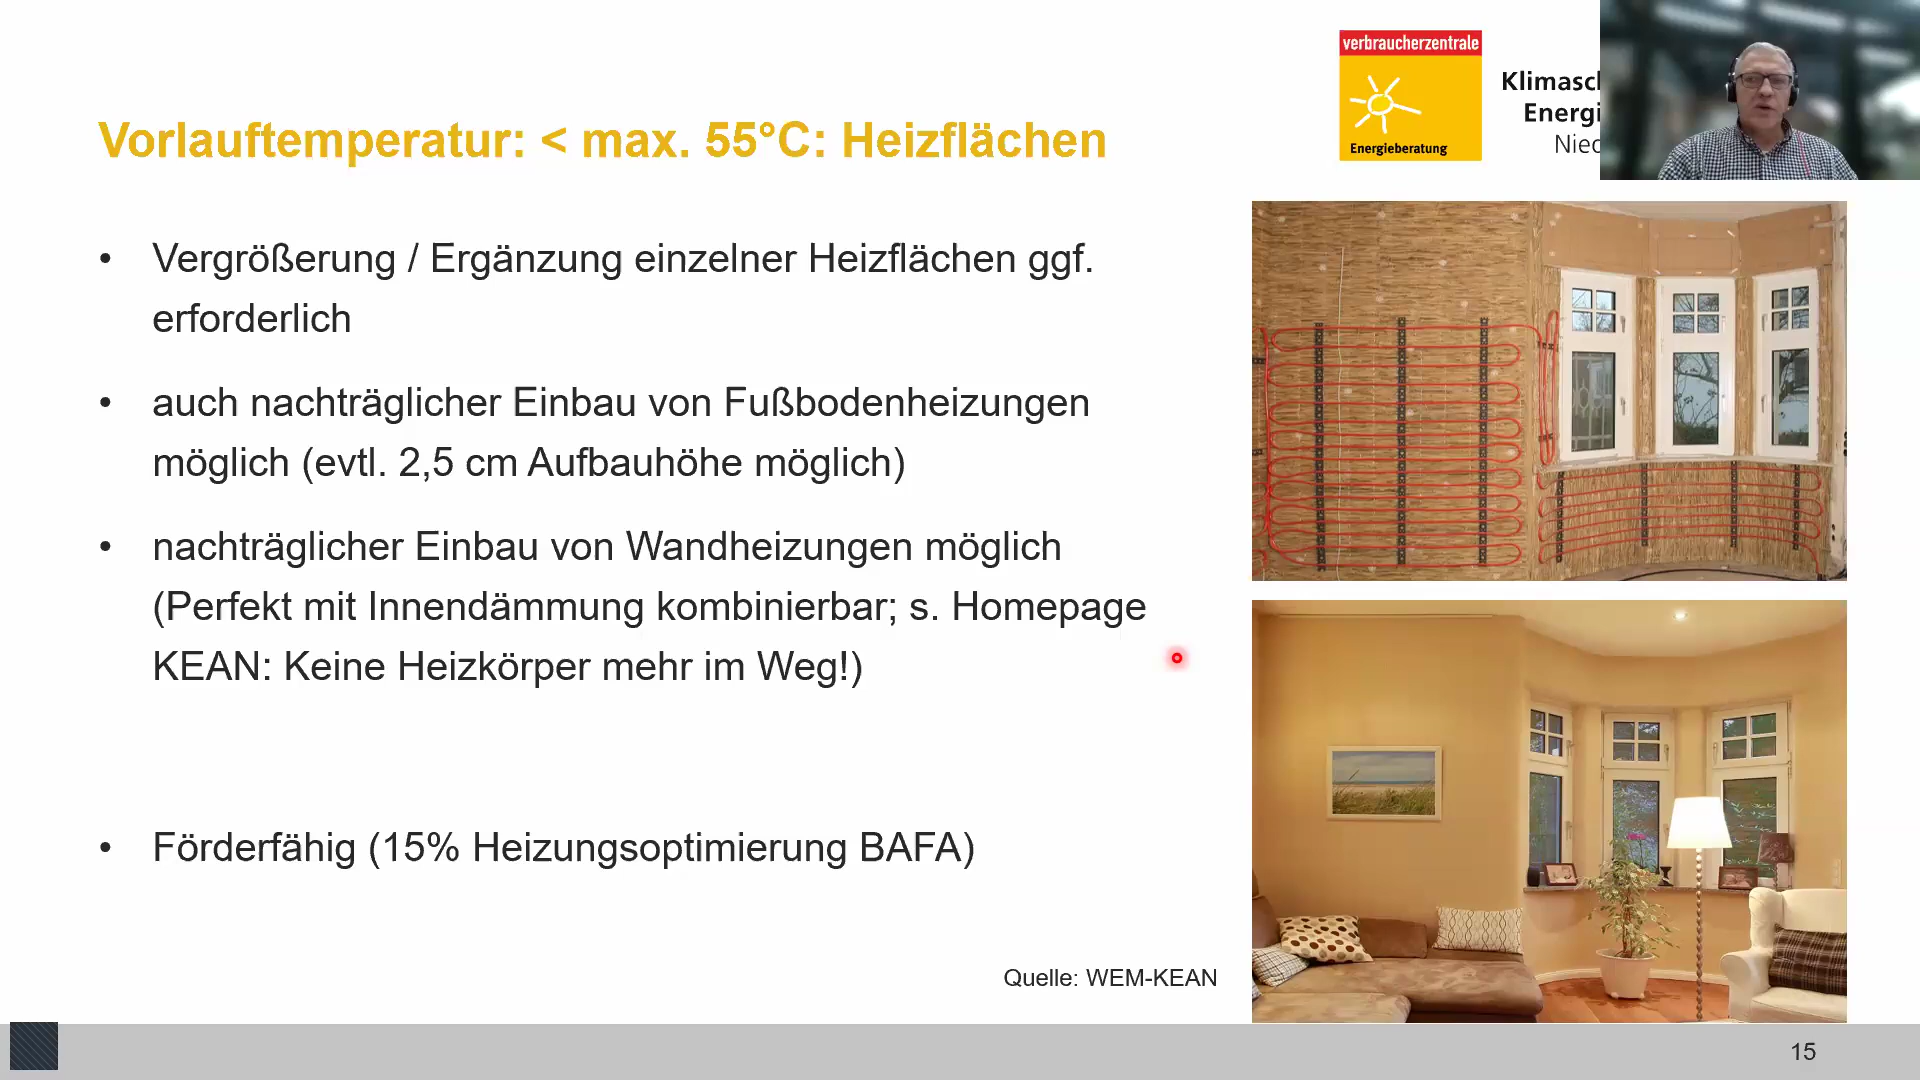 verbraucherzentrale
Energieberatung
Klimasc
Energi
Nied
Vorlauftemperatur: < max. 55°C: Heizflächen
• Vergrößerung / Ergänzung einzelner Heizflächen ggf.
erforderlich
• auch nachträglicher Einbau von Fußbodenheizungen
möglich (evtl. 2,5 cm Aufbauhöhe möglich)
• nachträglicher Einbau von Wandheizungen möglich
(Perfekt mit Innendämmung kombinierbar; s. Homepage
KEAN: Keine Heizkörper mehr im Weg!)
• Förderfähig (15% Heizungsoptimierung BAFA)
Quelle: WEM-KEAN
15